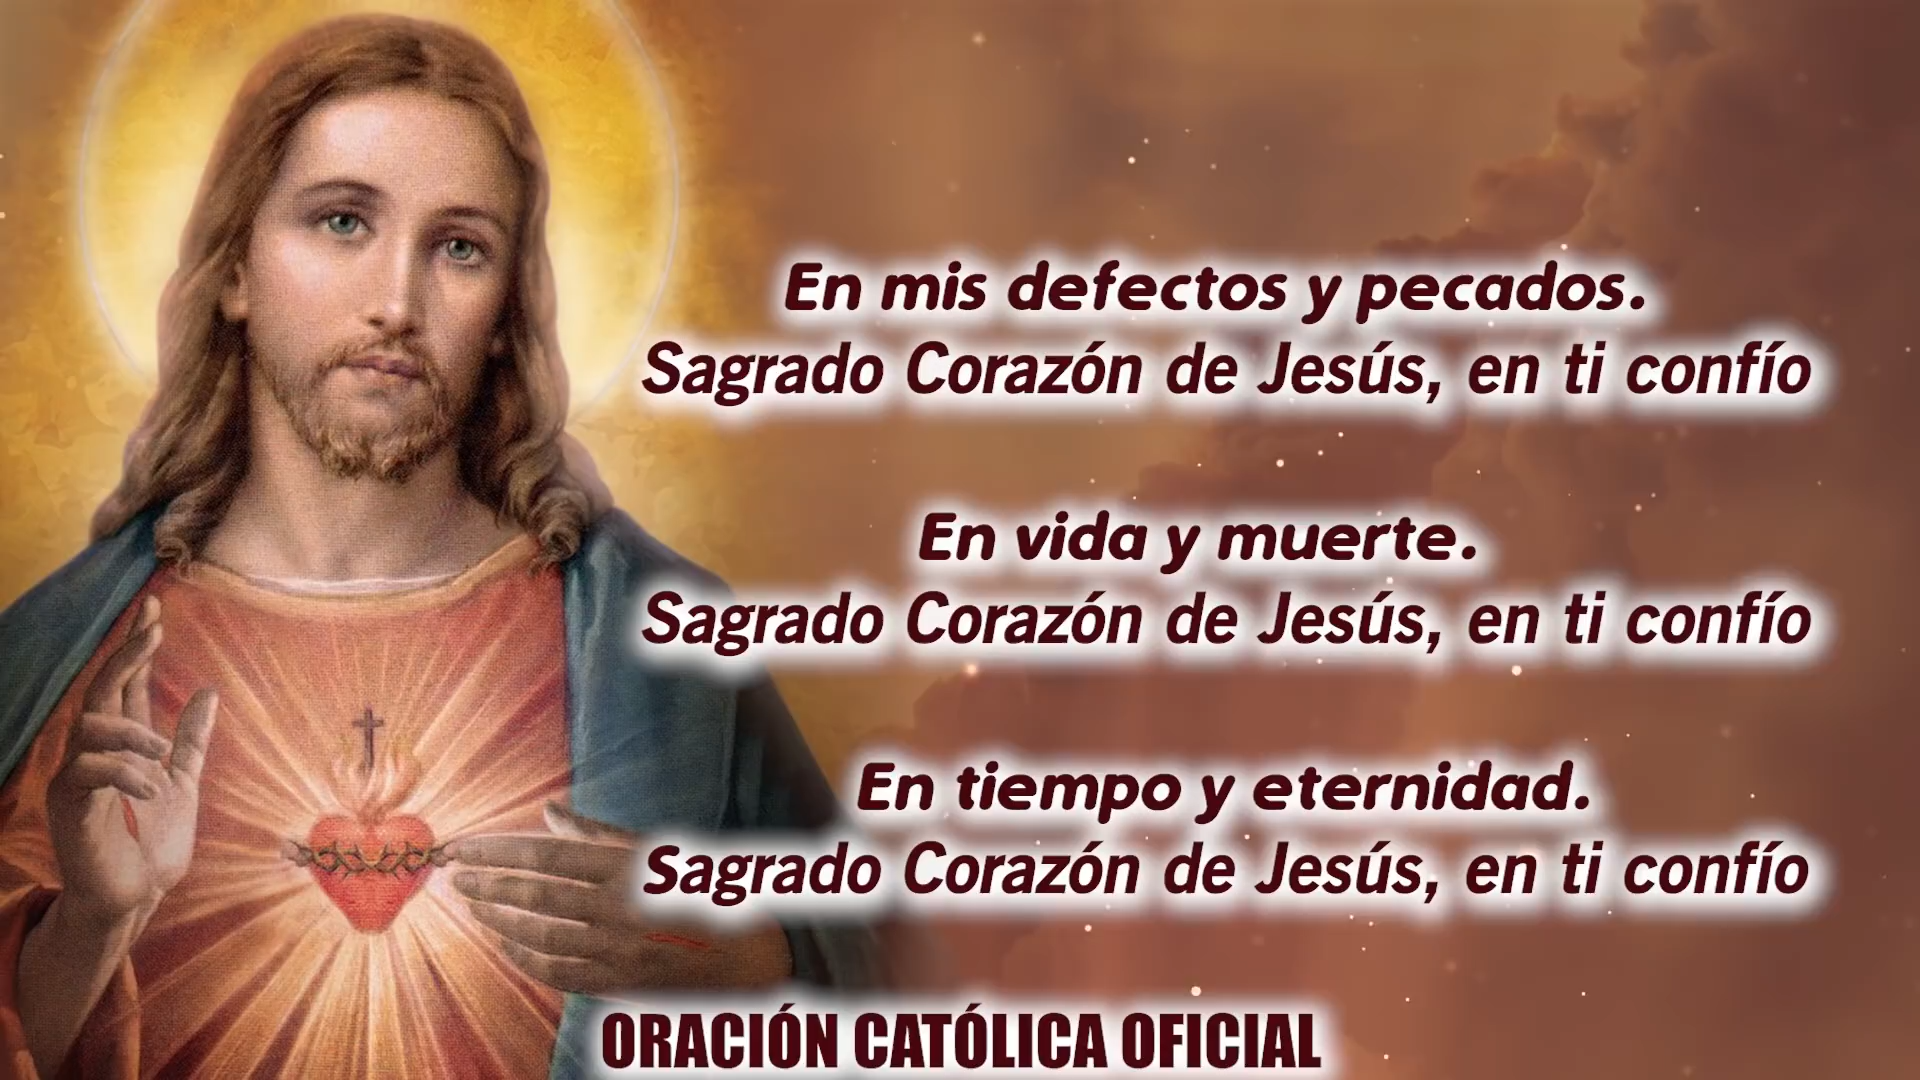 En mis defectos y pecados.
Sagrado Corazón de Jesús, en ti confío
En vida y muerte.
Sagrado Corazón de Jesús, en ti confío
En tiempo y eternidad.
Sagrado Corazón de Jesús, en ti confío
ORACIÓN CATÓLICA OFICIAL